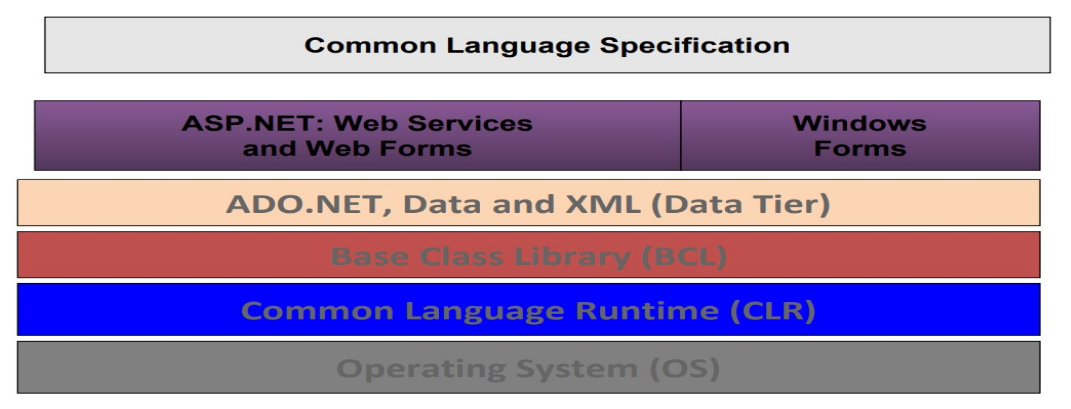 Common Language Specification
ASP.NET: Web Services
and Web Forms
Windows
Forms
ADO.NET, Data and XML (Data Tier)
Base Class Library (BCL)
Common Language Runtime (CLR)
Operating System (OS)